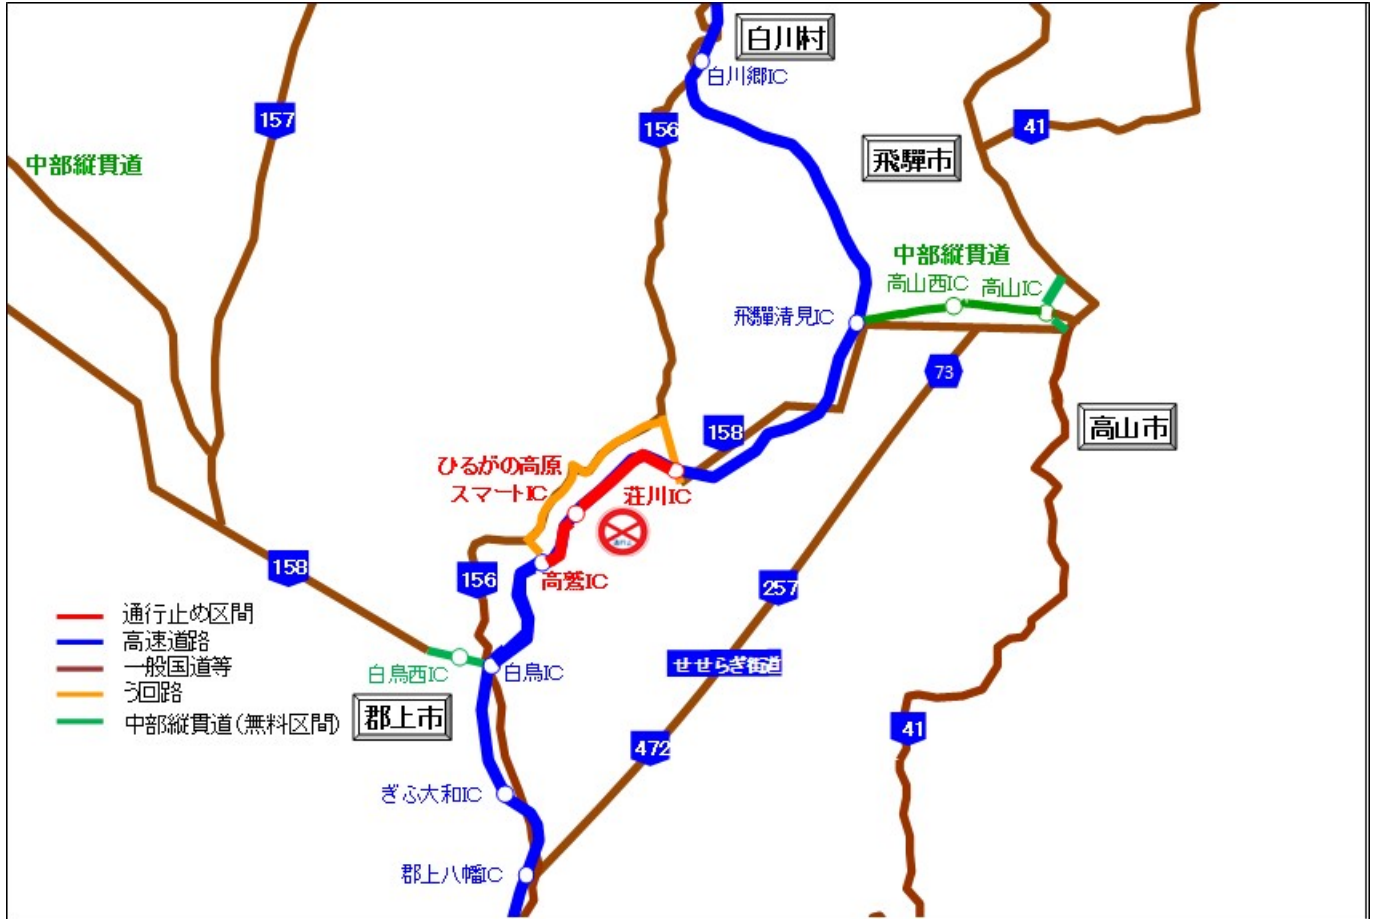 白川村
白川郷IC
157
156
41
中部縦貫道
飛驒市
中部縦貫道
高山西IC
高山IC
飛驒清見IC
73
高山市
158
ひるがの高原
スマートIC
荘川IC
158
156
高鷲IC
257
通行止め区間
高速道路
一般国道等
う回路
中部縦貫道(無料区間)
白鳥西IC
白鳥IC
せせらぎ街道
郡上市
472
41
ぎふ大和IC
郡上八幡IC